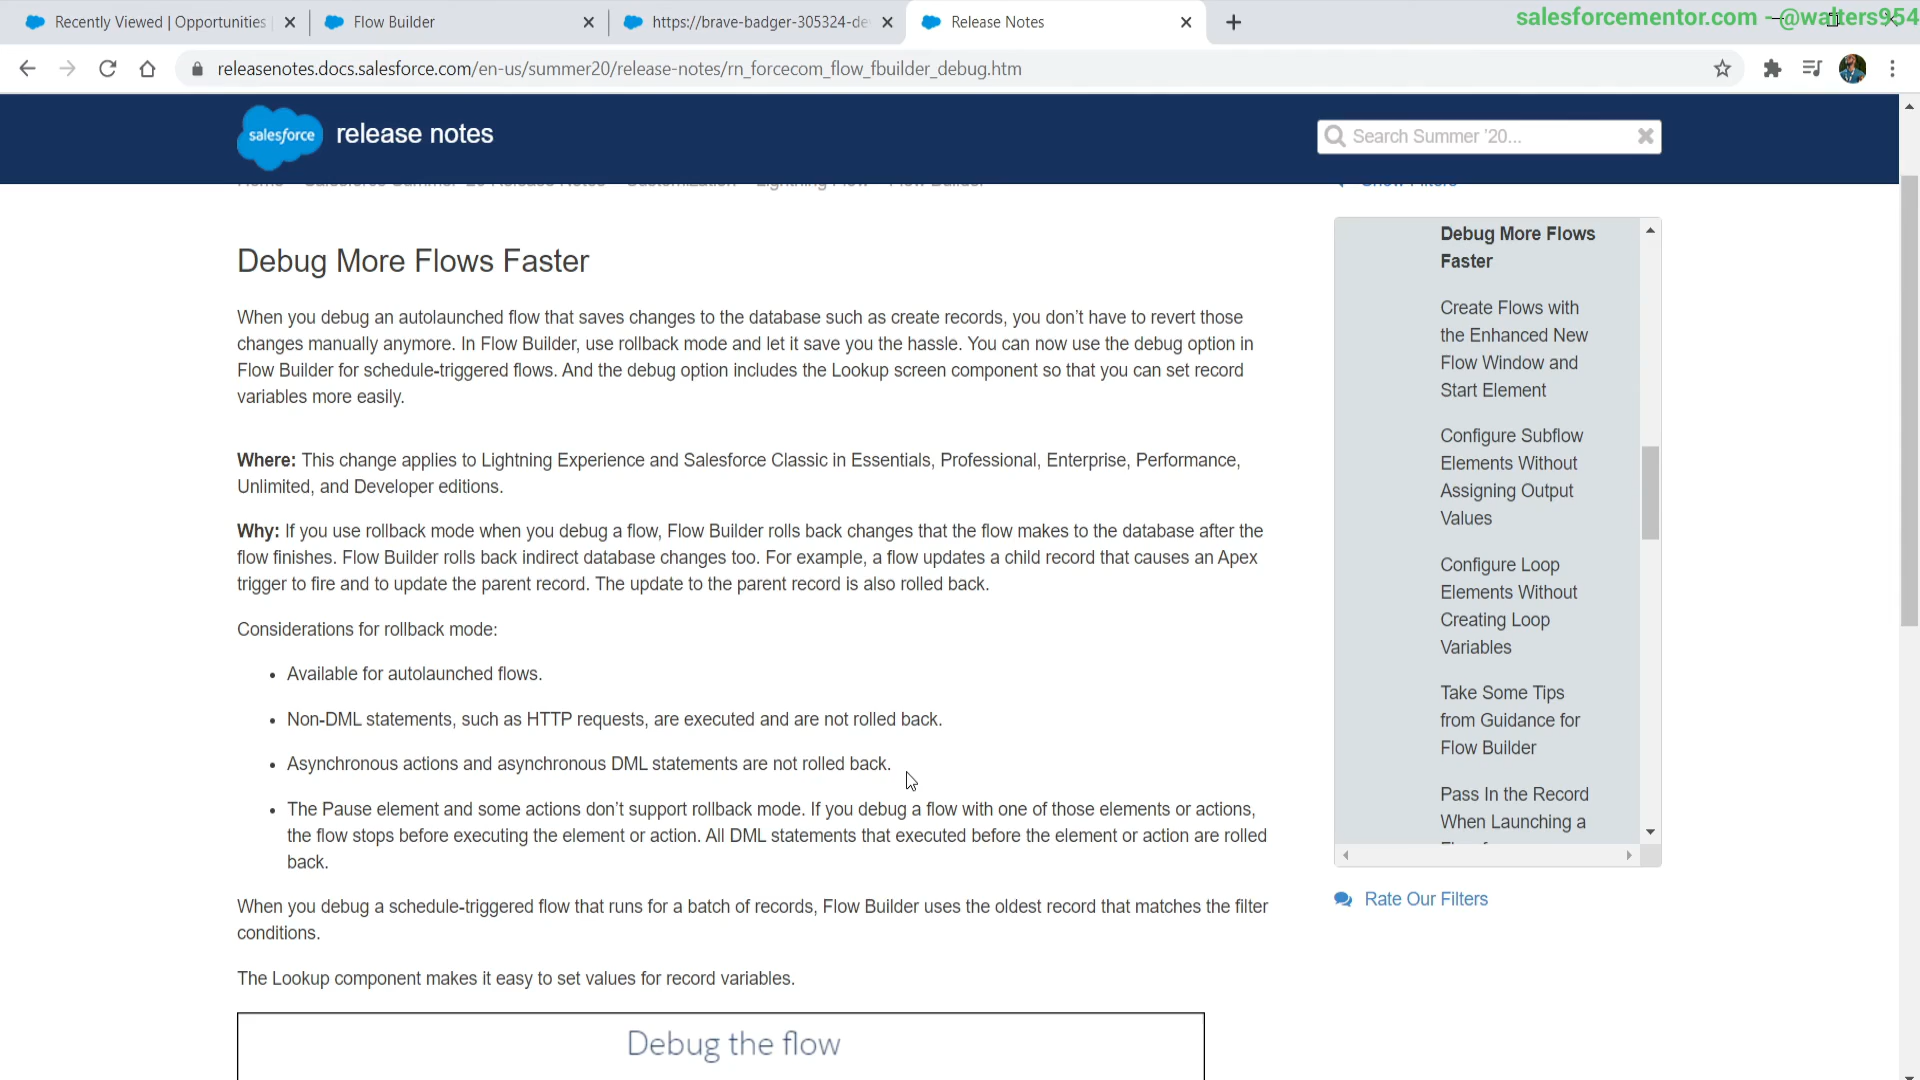 Recently Viewed | Opportunities
Flow Builder
https://brave-badger-305324-de
Release Notes
salesforcementor.com - @walters954
releasenotes.docs.salesforce.com/en-us/summer20/release-notes/rn_forcecom_flow_fbuilder_debug.htm
salesforce
release notes
Search Summer '20...
Debug More Flows Faster
When you debug an autolaunched flow that saves changes to the database such as create records, you don't have to revert those
changes manually anymore. In Flow Builder, use rollback mode and let it save you the hassle. You can now use the debug option in
Flow Builder for schedule-triggered flows. And the debug option includes the Lookup screen component so that you can set record
variables more easily.
Where: This change applies to Lightning Experience and Salesforce Classic in Essentials, Professional, Enterprise, Performance,
Unlimited, and Developer editions.
Why: If you use rollback mode when you debug a flow, Flow Builder rolls back changes that the flow makes to the database after the
flow finishes. Flow Builder rolls back indirect database changes too. For example, a flow updates a child record that causes an Apex
trigger to fire and to update the parent record. The update to the parent record is also rolled back.
Considerations for rollback mode:
• Available for autolaunched flows.
• Non-DML statements, such as HTTP requests, are executed and are not rolled back.
• Asynchronous actions and asynchronous DML statements are not rolled back.
• The Pause element and some actions don't support rollback mode. If you debug a flow with one of those elements or actions,
the flow stops before executing the element or action. All DML statements that executed before the element or action are rolled
back.
When you debug a schedule-triggered flow that runs for a batch of records, Flow Builder uses the oldest record that matches the filter
conditions.
The Lookup component makes it easy to set values for record variables.
Debug the flow
Debug More Flows
Faster
Create Flows with
the Enhanced New
Flow Window and
Start Element
Configure Subflow
Elements Without
Assigning Output
Values
Configure Loop
Elements Without
Creating Loop
Variables
Take Some Tips
from Guidance for
Flow Builder
Pass In the Record
When Launching a
Rate Our Filters